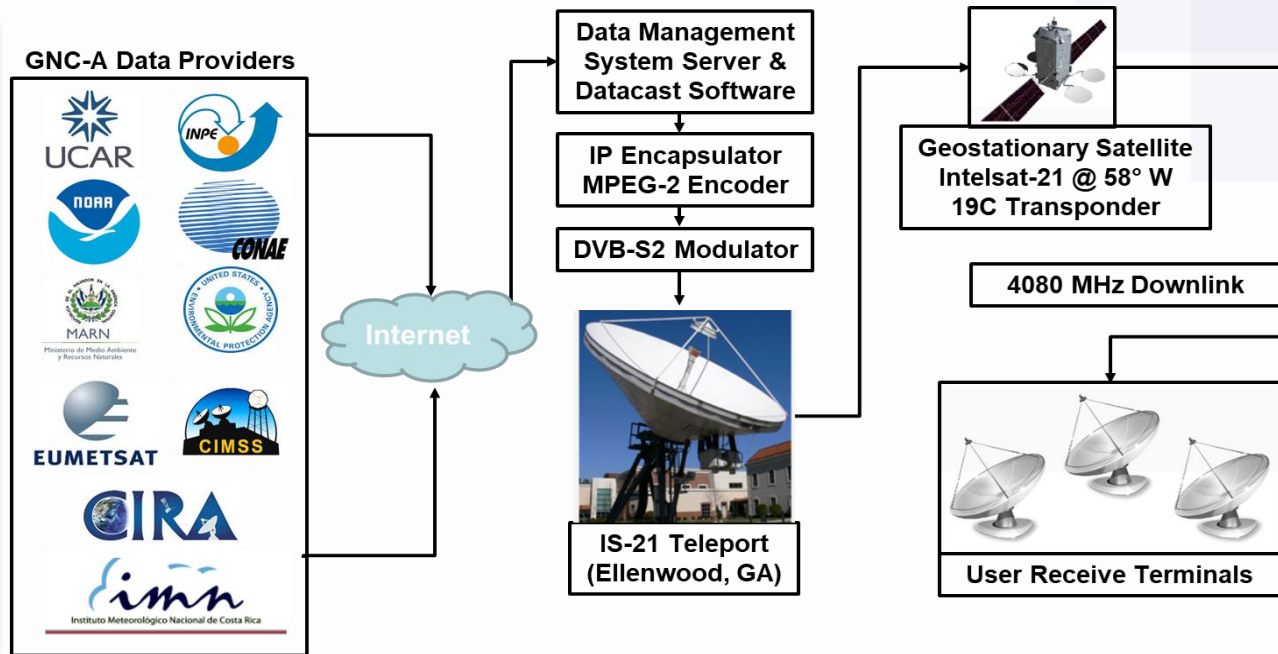 GNC-A Data Providers
UCAR
INPE
NOAA
CONAE
MARN
Ministerio de Medio Ambiente
y Recursos Naturales
UNITED STATES
ENVIRONMENTAL PROTECTION AGENCY
EUMETSAT
CIMSS
CIRA
imn
Instituto Meteorológico Nacional de Costa Rica
Internet
Data Management
System Server &
Datacast Software
IP Encapsulator
MPEG-2 Encoder
DVB-S2 Modulator
IS-21 Teleport
(Ellenwood, GA)
Geostationary Satellite
Intelsat-21 @ 58° W
19C Transponder
4080 MHz Downlink
User Receive Terminals